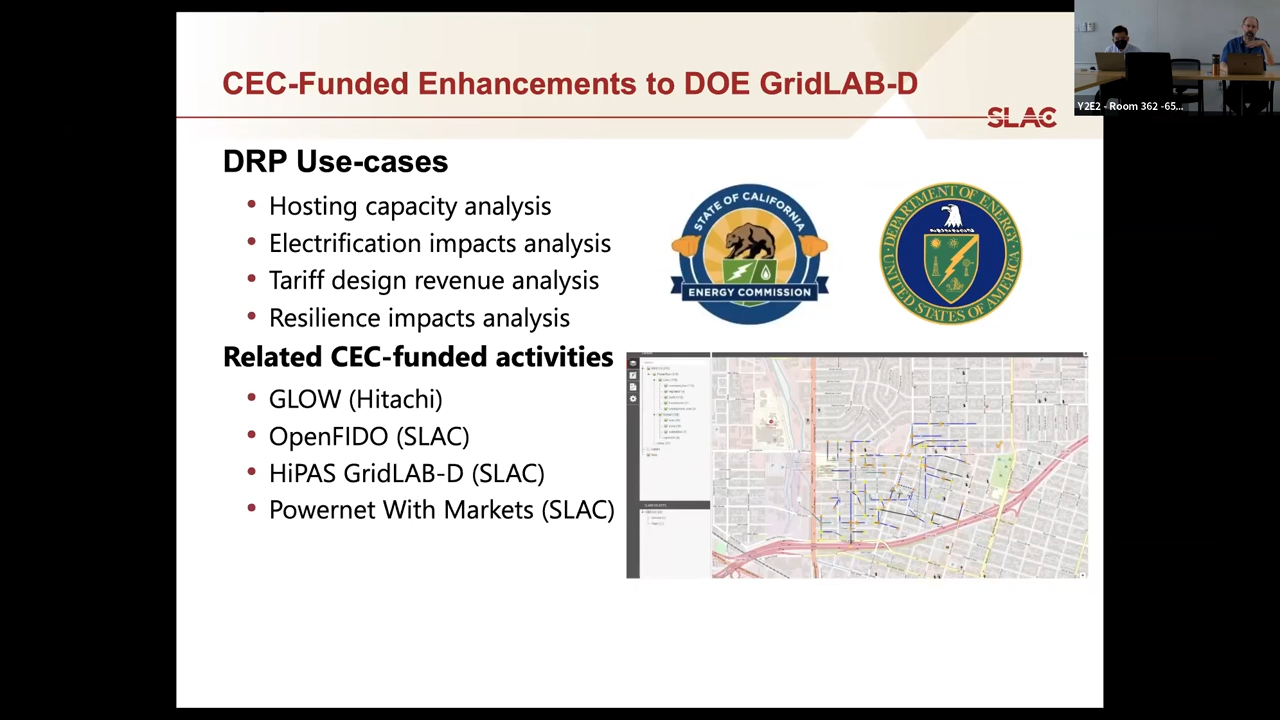 CEC-Funded Enhancements to DOE GridLAB-D
SLAC
Y2E2 - Room 362 -65...
DRP Use-cases
• Hosting capacity analysis
• Electrification impacts analysis
• Tariff design revenue analysis
• Resilience impacts analysis
Related CEC-funded activities
• GLOW (Hitachi)
• OpenFIDO (SLAC)
• HiPAS GridLAB-D (SLAC)
• Powernet With Markets (SLAC)
STATE OF CALIFORNIA
ENERGY COMMISSION
DEPARTMENT OF ENERGY
UNITED STATES OF AMERICA